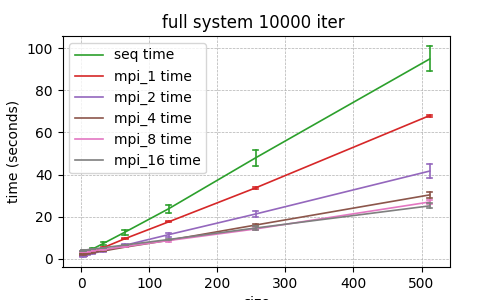 full system 10000 iter
time (seconds)
100
80
60
40
20
0
seq time
mpi_1 time
mpi_2 time
mpi_4 time
mpi_8 time
mpi_16 time
0 100 200 300 400 500
size